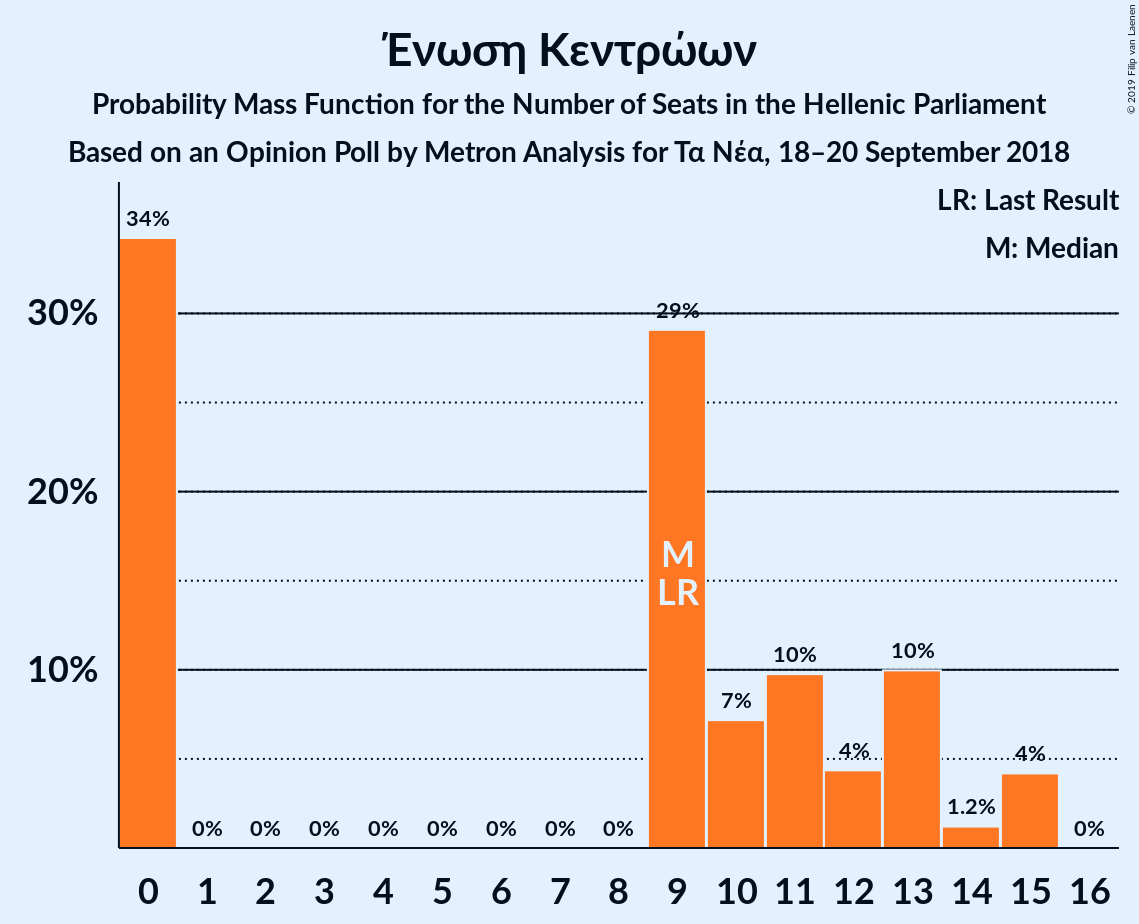 Ένωση Κεντρώων
Probability Mass Function for the Number of Seats in the Hellenic Parliament
Based on an Opinion Poll by Metron Analysis for Τα Νέα, 18–20 September 2018
© 2019 Filip van Laenen
LR: Last Result
M: Median
34%
30%
29%
20%
M
LR
10%
10%
10%
7%
4%
4%
1.2%
0% 0% 0% 0% 0% 0% 0% 0% 0%
0 1 2 3 4 5 6 7 8 9 10 11 12 13 14 15 16